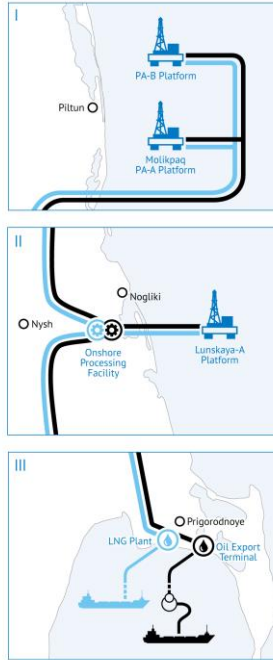 I
PA-B Platform
Piltun
Molikpaq
PA-A Platform
II
Nogliki
Nysh
Onshore
Processing
Facility
Lunskaya-A
Platform
III
Prigorodnoye
LNG Plant
Oil Export
Terminal